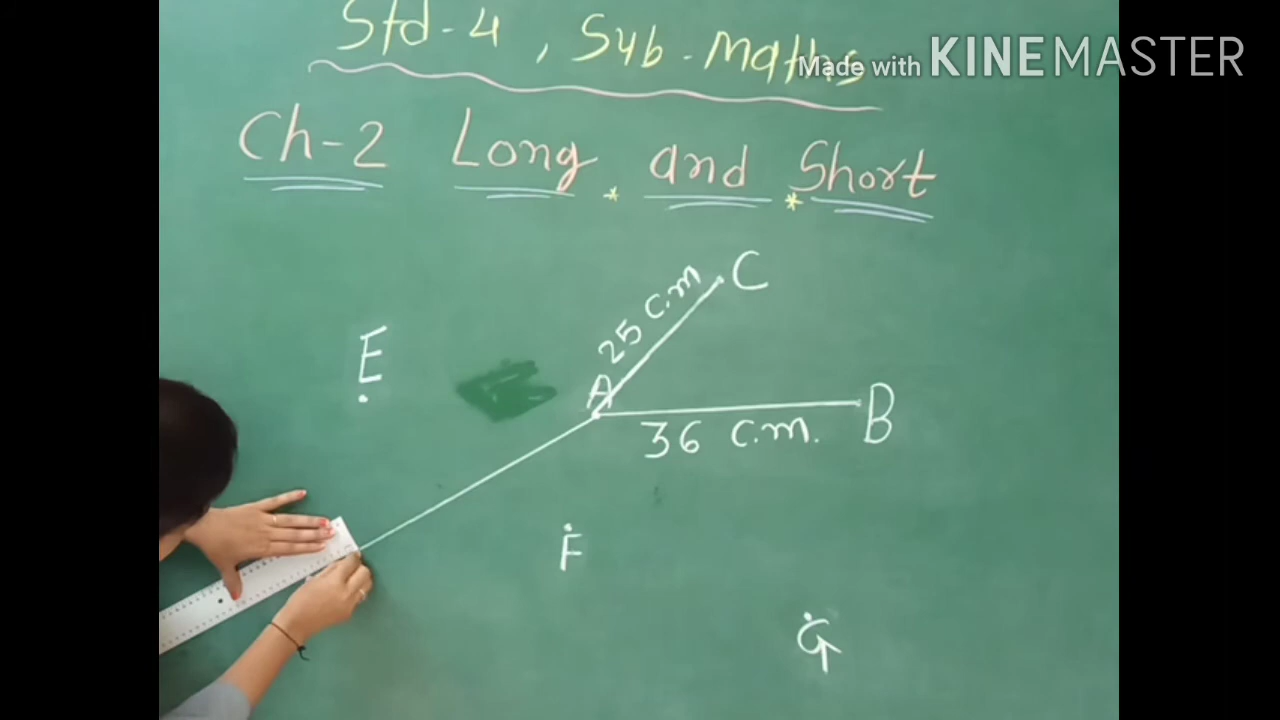 Std-4, Sub-Maths
Made with KINEMASTER
Ch-2 Long and Short
C
25 c.m
E
A
B
36 c.m.
F
G